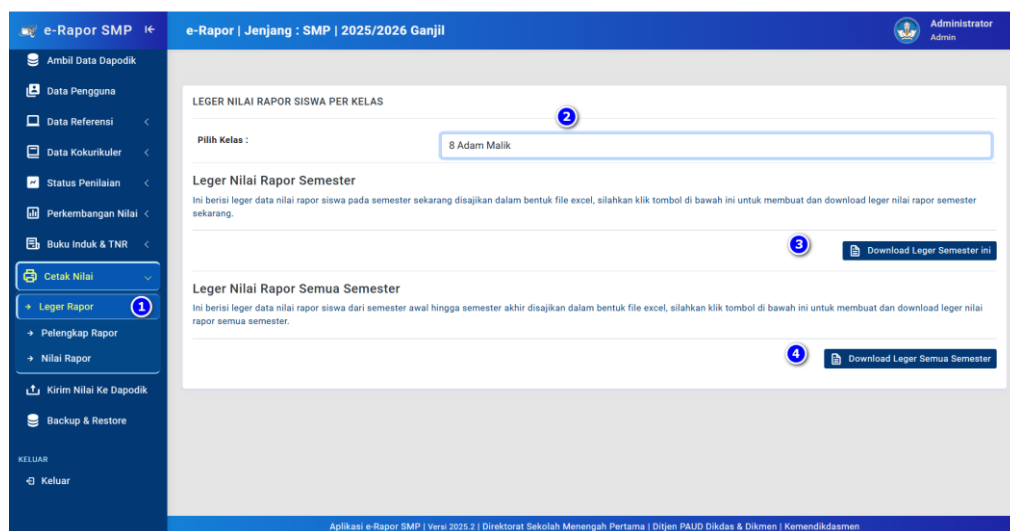 e-Rapor SMP
e-Rapor | Jenjang : SMP | 2025/2026 Ganjil
Administrator
Admin
Ambil Data Dapodik
Data Pengguna
Data Referensi
Data Kokurikuler
Status Penilaian
Perkembangan Nilai
Buku Induk & TNR
Cetak Nilai
Leger Rapor
1
Pelengkap Rapor
Nilai Rapor
Kirim Nilai Ke Dapodik
Backup & Restore
KELUAR
Keluar
LEGER NILAI RAPOR SISWA PER KELAS
2
Pilih Kelas :
8 Adam Malik
Leger Nilai Rapor Semester
Ini berisi leger data nilai rapor siswa pada semester sekarang disajikan dalam bentuk file excel, silahkan klik tombol di bawah ini untuk membuat dan download leger nilai rapor semester
sekarang.
3
Download Leger Semester ini
Leger Nilai Rapor Semua Semester
Ini berisi leger data nilai rapor siswa dari semester awal hingga semester akhir disajikan dalam bentuk file excel, silahkan klik tombol di bawah ini untuk membuat dan download leger nilai
rapor semua semester.
4
Download Leger Semua Semester
Aplikasi e-Rapor SMP | Versi 2025.2 | Direktorat Sekolah Menengah Pertama | Ditjen PAUD Dikdas & Dikmen | Kemendikdasmen